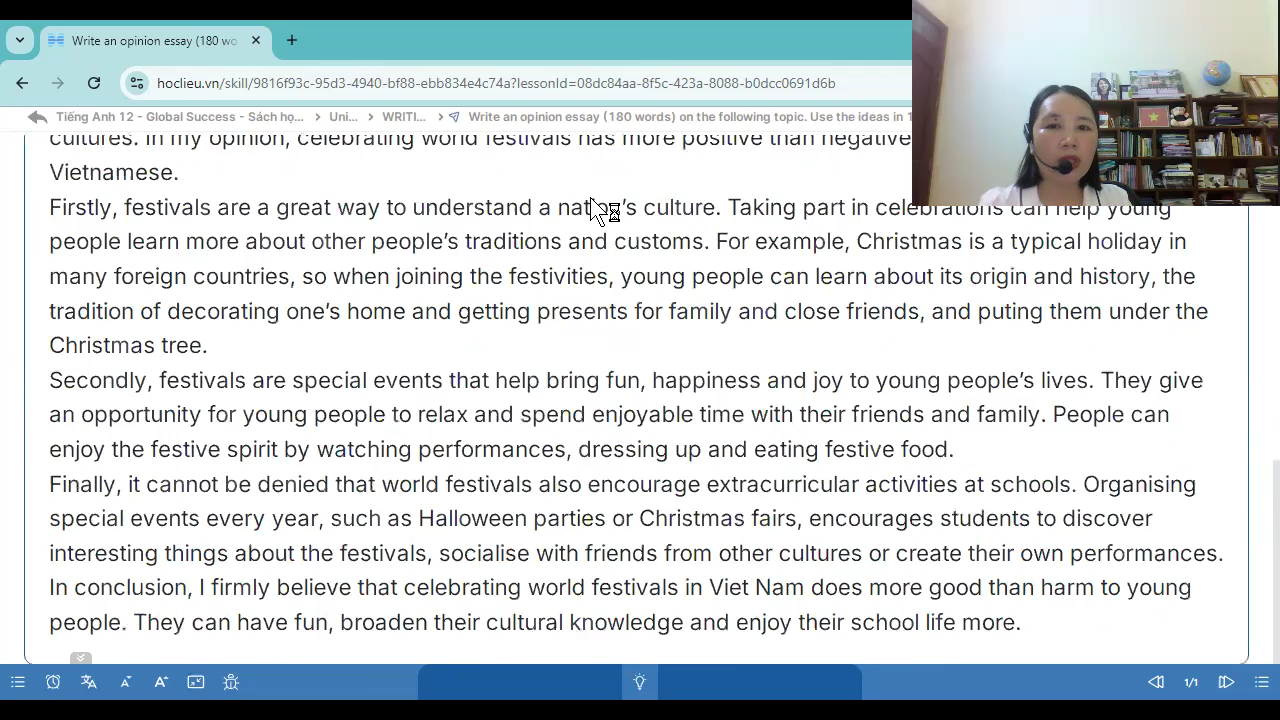 Write an opinion essay (180 wo
hoclieu.vn/skill/9816f93c-95d3-4940-bf88-ebb834e4c74a?lessonId=08dc84aa-8f5c-423a-8088-b0dcc0691d6b
Tiếng Anh 12 - Global Success - Sách họ... > Uni... > WRITI... > Write an opinion essay (180 words) on the following topic. Use the ideas in 1
cultures. In my opinion, celebrating world festivals has more positive than negative
Vietnamese.
Firstly, festivals are a great way to understand a culture. Taking part in celebrations can help young
people learn more about other people's traditions and customs. For example, Christmas is a typical holiday in
many foreign countries, so when joining the festivities, young people can learn about its origin and history, the
tradition of decorating one's home and getting presents for family and close friends, and puting them under the
Christmas tree.
Secondly, festivals are special events that help bring fun, happiness and joy to young people's lives. They give
an opportunity for young people to relax and spend enjoyable time with their friends and family. People can
enjoy the festive spirit by watching performances, dressing up and eating festive food.
Finally, it cannot be denied that world festivals also encourage extracurricular activities at schools. Organising
special events every year, such as Halloween parties or Christmas fairs, encourages students to discover
interesting things about the festivals, socialise with friends from other cultures or create their own performances.
In conclusion, I firmly believe that celebrating world festivals in Viet Nam does more good than harm to young
people. They can have fun, broaden their cultural knowledge and enjoy their school life more.
1/1